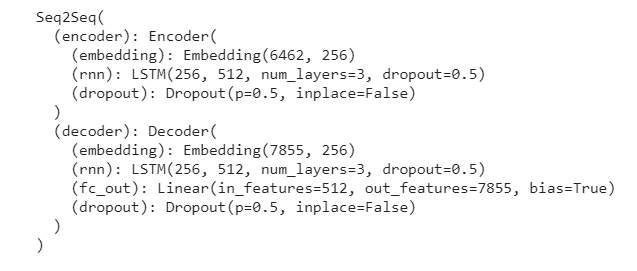 Seq2Seq(
  (encoder): Encoder(
    (embedding): Embedding(6462, 256)
    (rnn): LSTM(256, 512, num_layers=3, dropout=0.5)
    (dropout): Dropout(p=0.5, inplace=False)
  )
  (decoder): Decoder(
    (embedding): Embedding(7855, 256)
    (rnn): LSTM(256, 512, num_layers=3, dropout=0.5)
    (fc_out): Linear(in_features=512, out_features=7855, bias=True)
    (dropout): Dropout(p=0.5, inplace=False)
  )
)